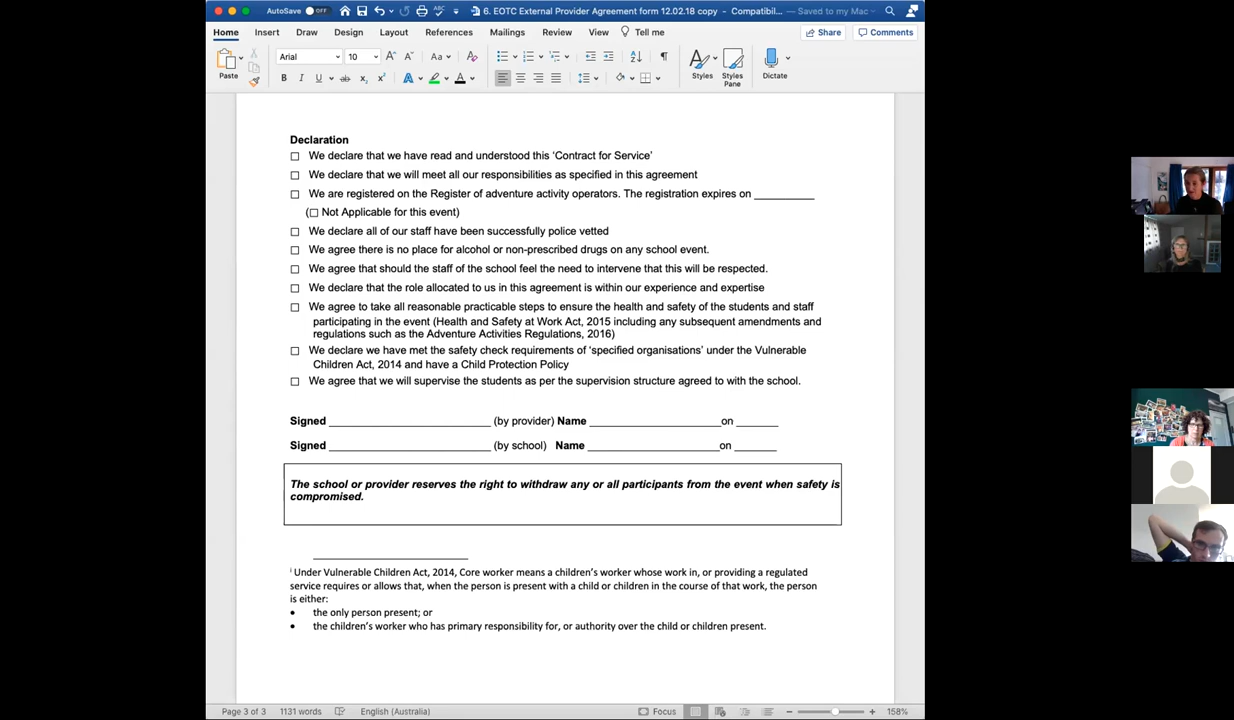 AutoSave OFF 6. EOTC External Provider Agreement form 12.02.18 copy - Compatibil... — Saved to my Mac
Home Insert Draw Design Layout References Mailings Review View Tell me Share Comments
Paste Arial 10 Aa Styles Styles Pane Dictate
B I U ab x2 x2 A A
Declaration
☐ We declare that we have read and understood this ‘Contract for Service’
☐ We declare that we will meet all our responsibilities as specified in this agreement
☐ We are registered on the Register of adventure activity operators. The registration expires on __________
(☐ Not Applicable for this event)
☐ We declare all of our staff have been successfully police vetted
☐ We agree there is no place for alcohol or non-prescribed drugs on any school event.
☐ We agree that should the staff of the school feel the need to intervene that this will be respected.
☐ We declare that the role allocated to us in this agreement is within our experience and expertise
☐ We agree to take all reasonable practicable steps to ensure the health and safety of the students and staff
participating in the event (Health and Safety at Work Act, 2015 including any subsequent amendments and
regulations such as the Adventure Activities Regulations, 2016)
☐ We declare we have met the safety check requirements of ‘specified organisations’ under the Vulnerable
Children Act, 2014 and have a Child Protection Policy
☐ We agree that we will supervise the students as per the supervision structure agreed to with the school.
Signed ___________________________ (by provider) Name ______________________on _______
Signed ___________________________ (by school) Name ______________________on _______
The school or provider reserves the right to withdraw any or all participants from the event when safety is
compromised.
i Under Vulnerable Children Act, 2014, Core worker means a children’s worker whose work in, or providing a regulated
service requires or allows that, when the person is present with a child or children in the course of that work, the person
is either:
• the only person present; or
• the children’s worker who has primary responsibility for, or authority over the child or children present.
Page 3 of 3 1131 words English (Australia) Focus 158%